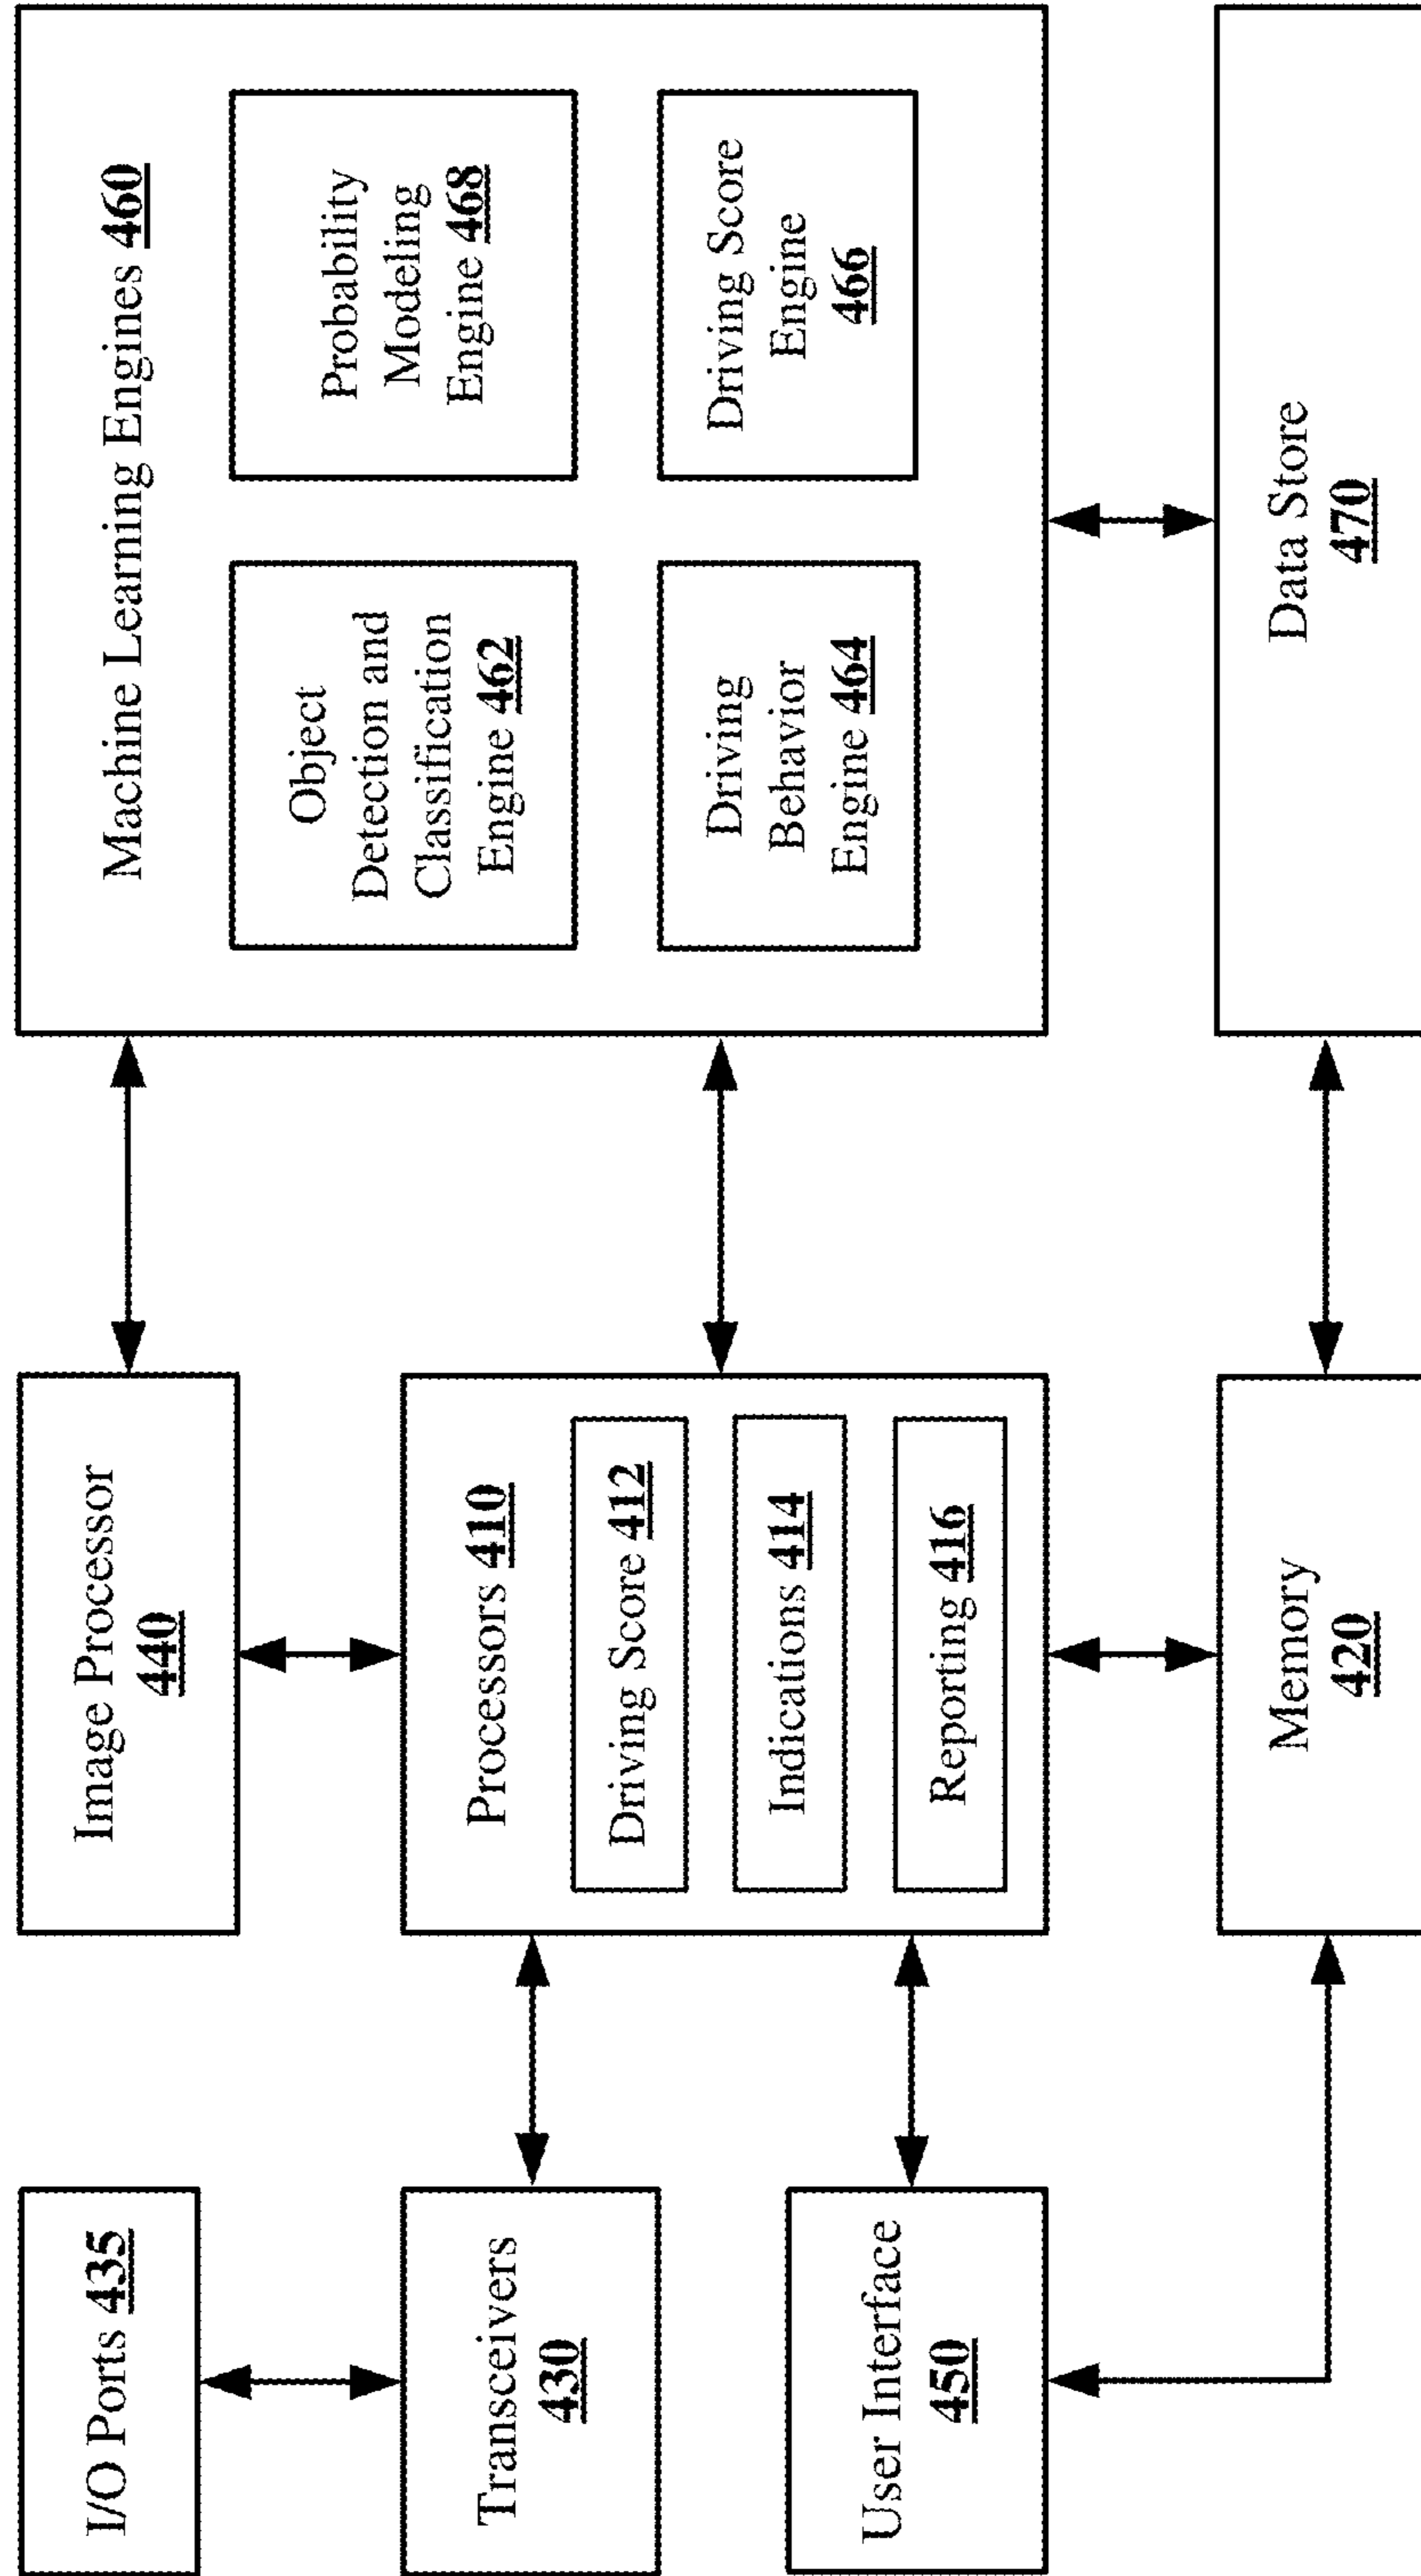 I/O Ports 435
Transceivers
430
User Interface
450
Image Processor
440
Processors 410
Driving Score 412
Indications 414
Reporting 416
Memory
420
Machine Learning Engines 460
Object
Detection and
Classification
Engine 462
Probability
Modeling
Engine 468
Driving
Behavior
Engine 464
Driving Score
Engine
466
Data Store
470